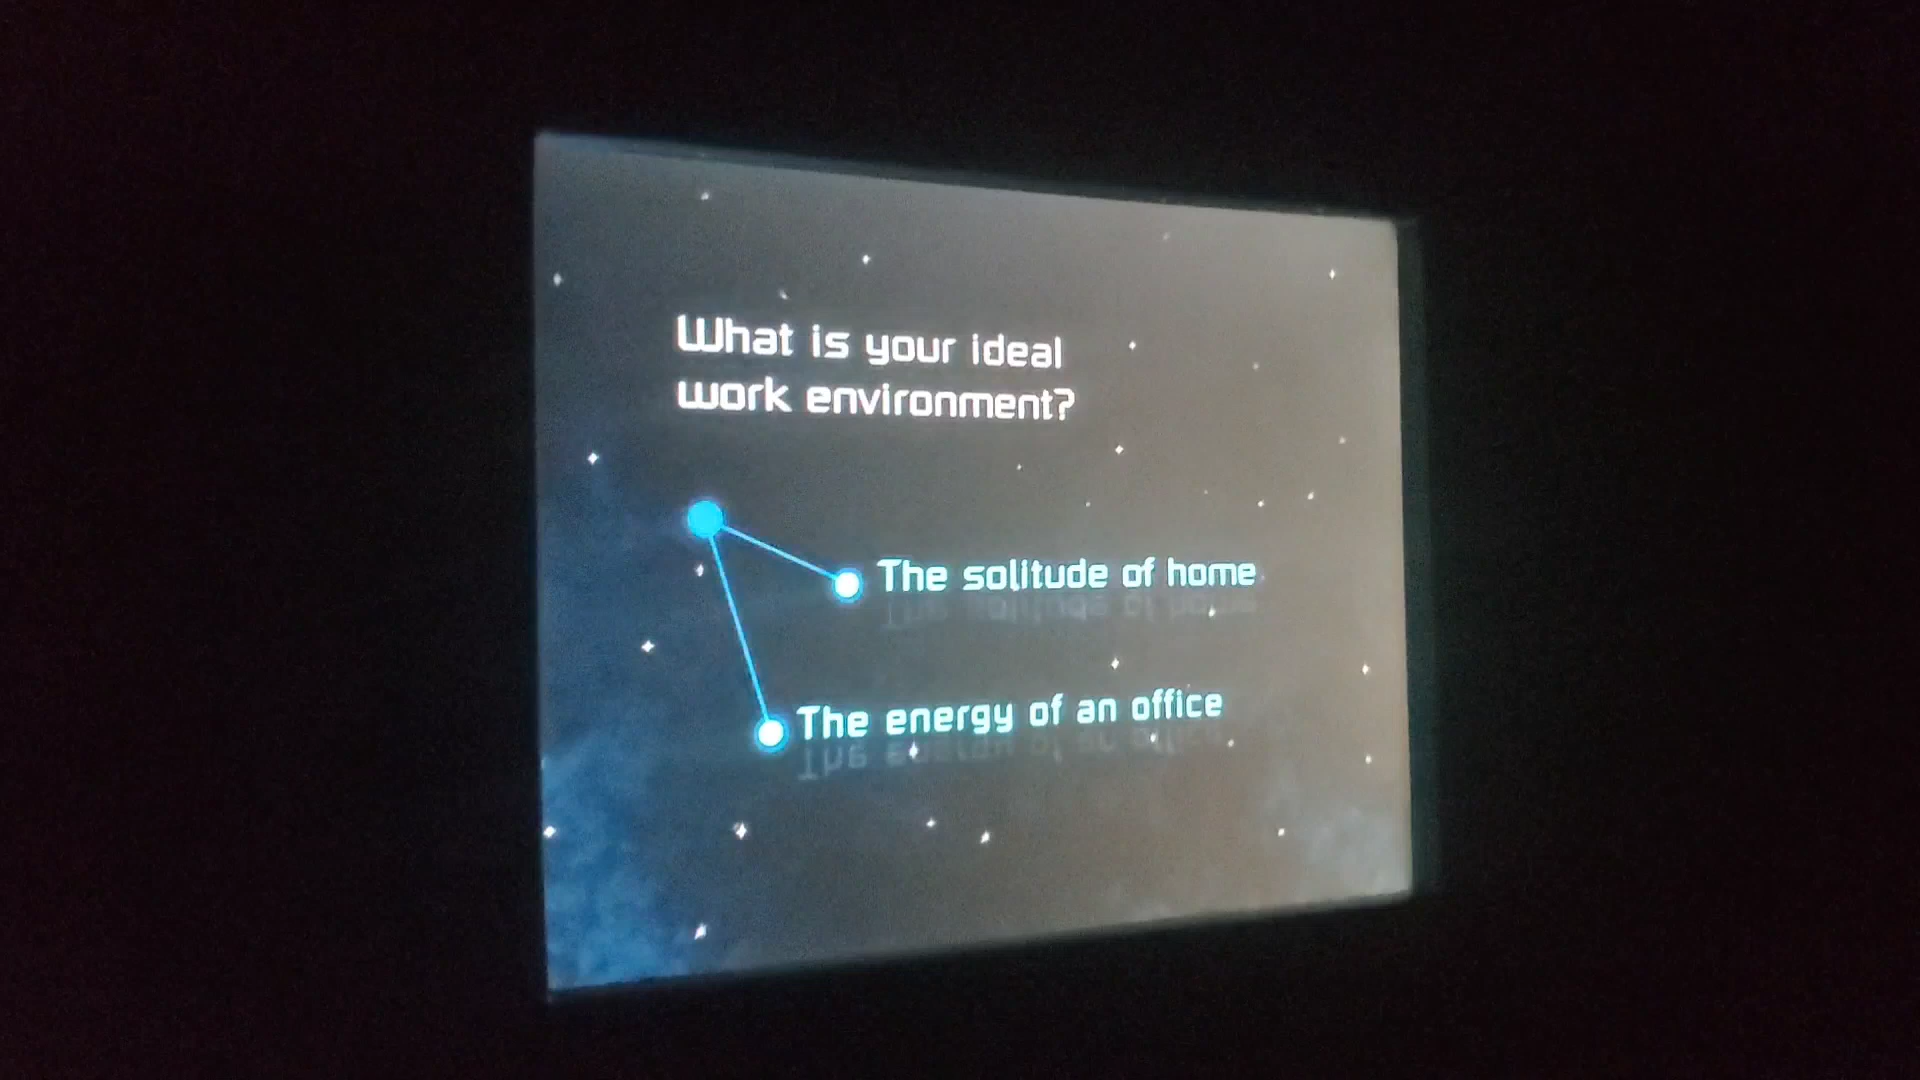 What is your ideal
work environment?
The solitude of home
The energy of an office